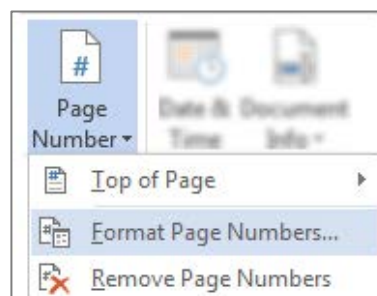 Page
Number
Date &
Time
Document
Info
Top of Page
Format Page Numbers...
Remove Page Numbers